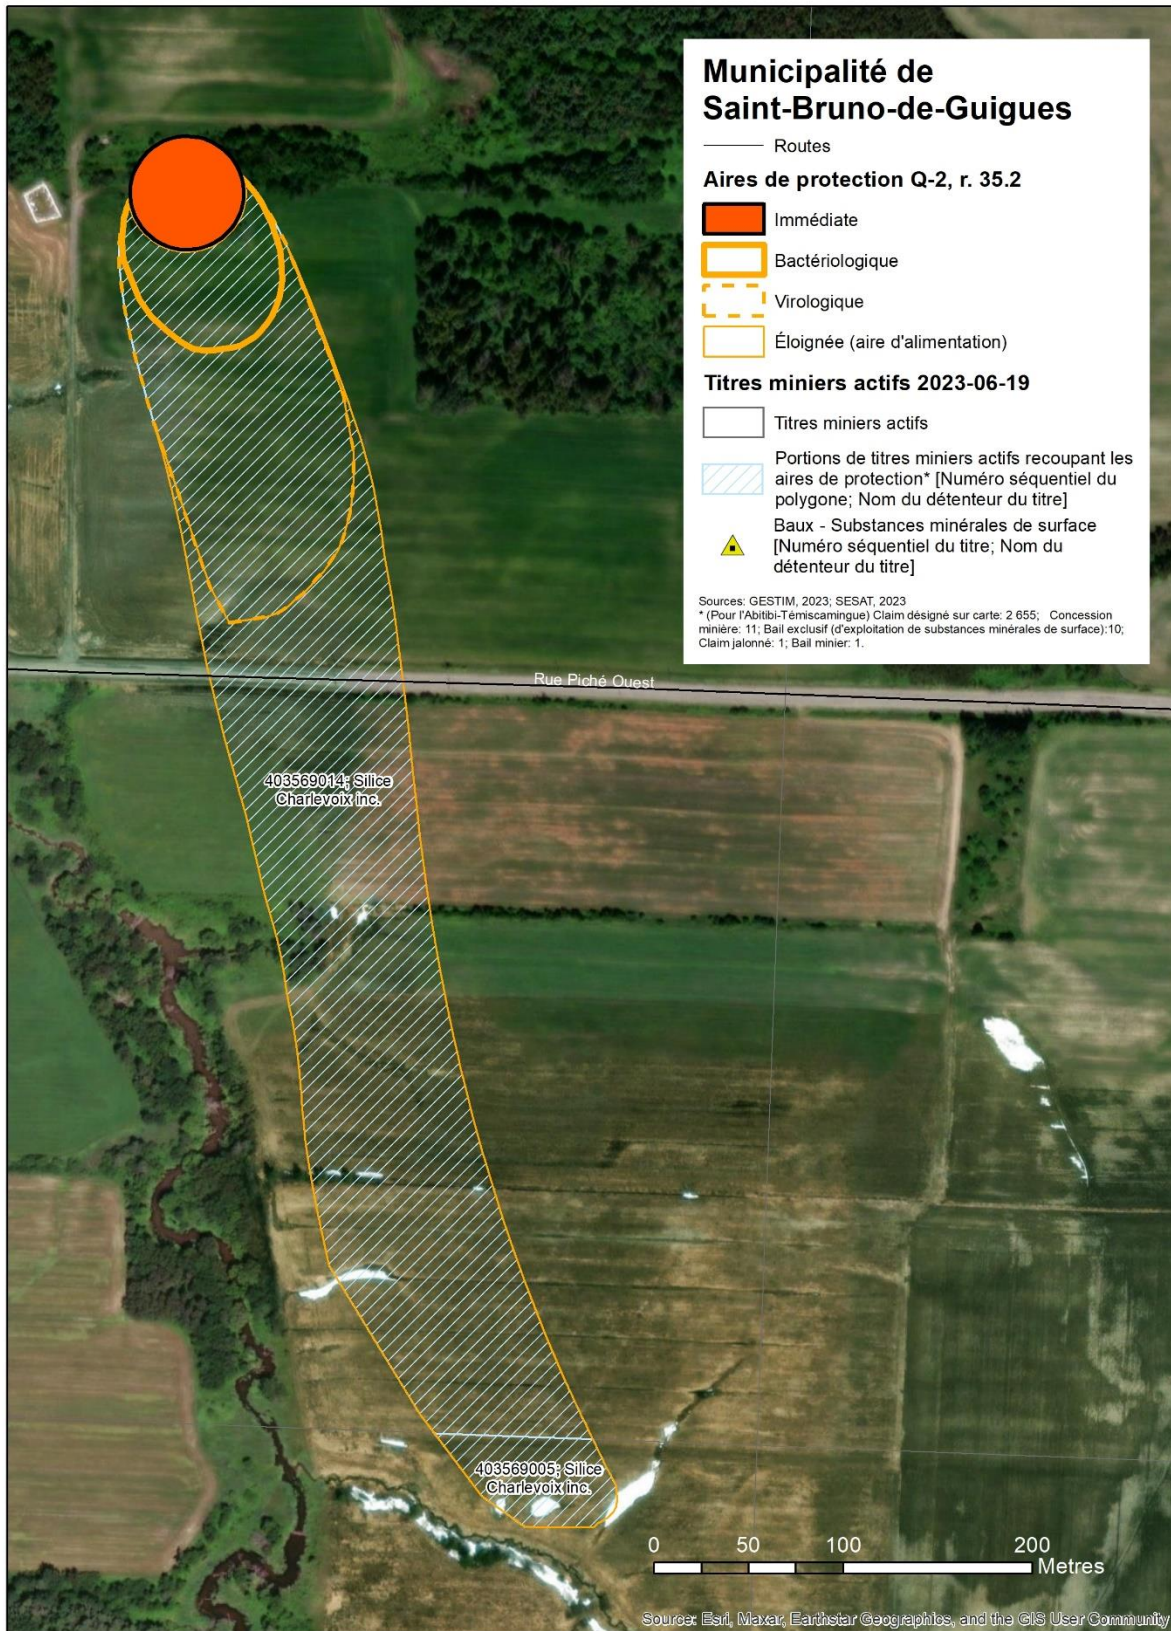 Municipalité de
Saint-Bruno-de-Guigues
Routes
Aires de protection Q-2, r. 35.2
Immédiate
Bactériologique
Virologique
Éloignée (aire d'alimentation)
Titres miniers actifs 2023-06-19
Titres miniers actifs
Portions de titres miniers actifs recoupant les
aires de protection* [Numéro séquentiel du
polygone; Nom du détenteur du titre]
Baux - Substances minérales de surface
[Numéro séquentiel du titre; Nom du
détenteur du titre]
Sources: GESTIM, 2023; SESAT, 2023
* (Pour l'Abitibi-Témiscamingue) Claim désigné sur carte: 2 655; Concession
minière: 11; Bail exclusif (d'exploitation de substances minérales de surface):10;
Claim jalonné: 1; Bail minier: 1.
Rue Piché Ouest
403569014; Silice
Charlevoix inc.
403569005; Silice
Charlevoix inc.
0 50 100 200
Metres
Source: Esri, Maxar, Earthstar Geographics, and the GIS User Community